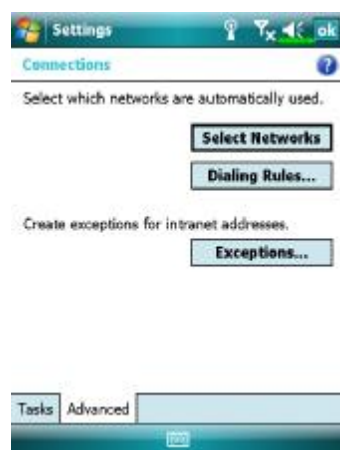 Settings
ok
Connections
?
Select which networks are automatically used.
Select Networks
Dialing Rules...
Create exceptions for intranet addresses.
Exceptions...
Tasks Advanced